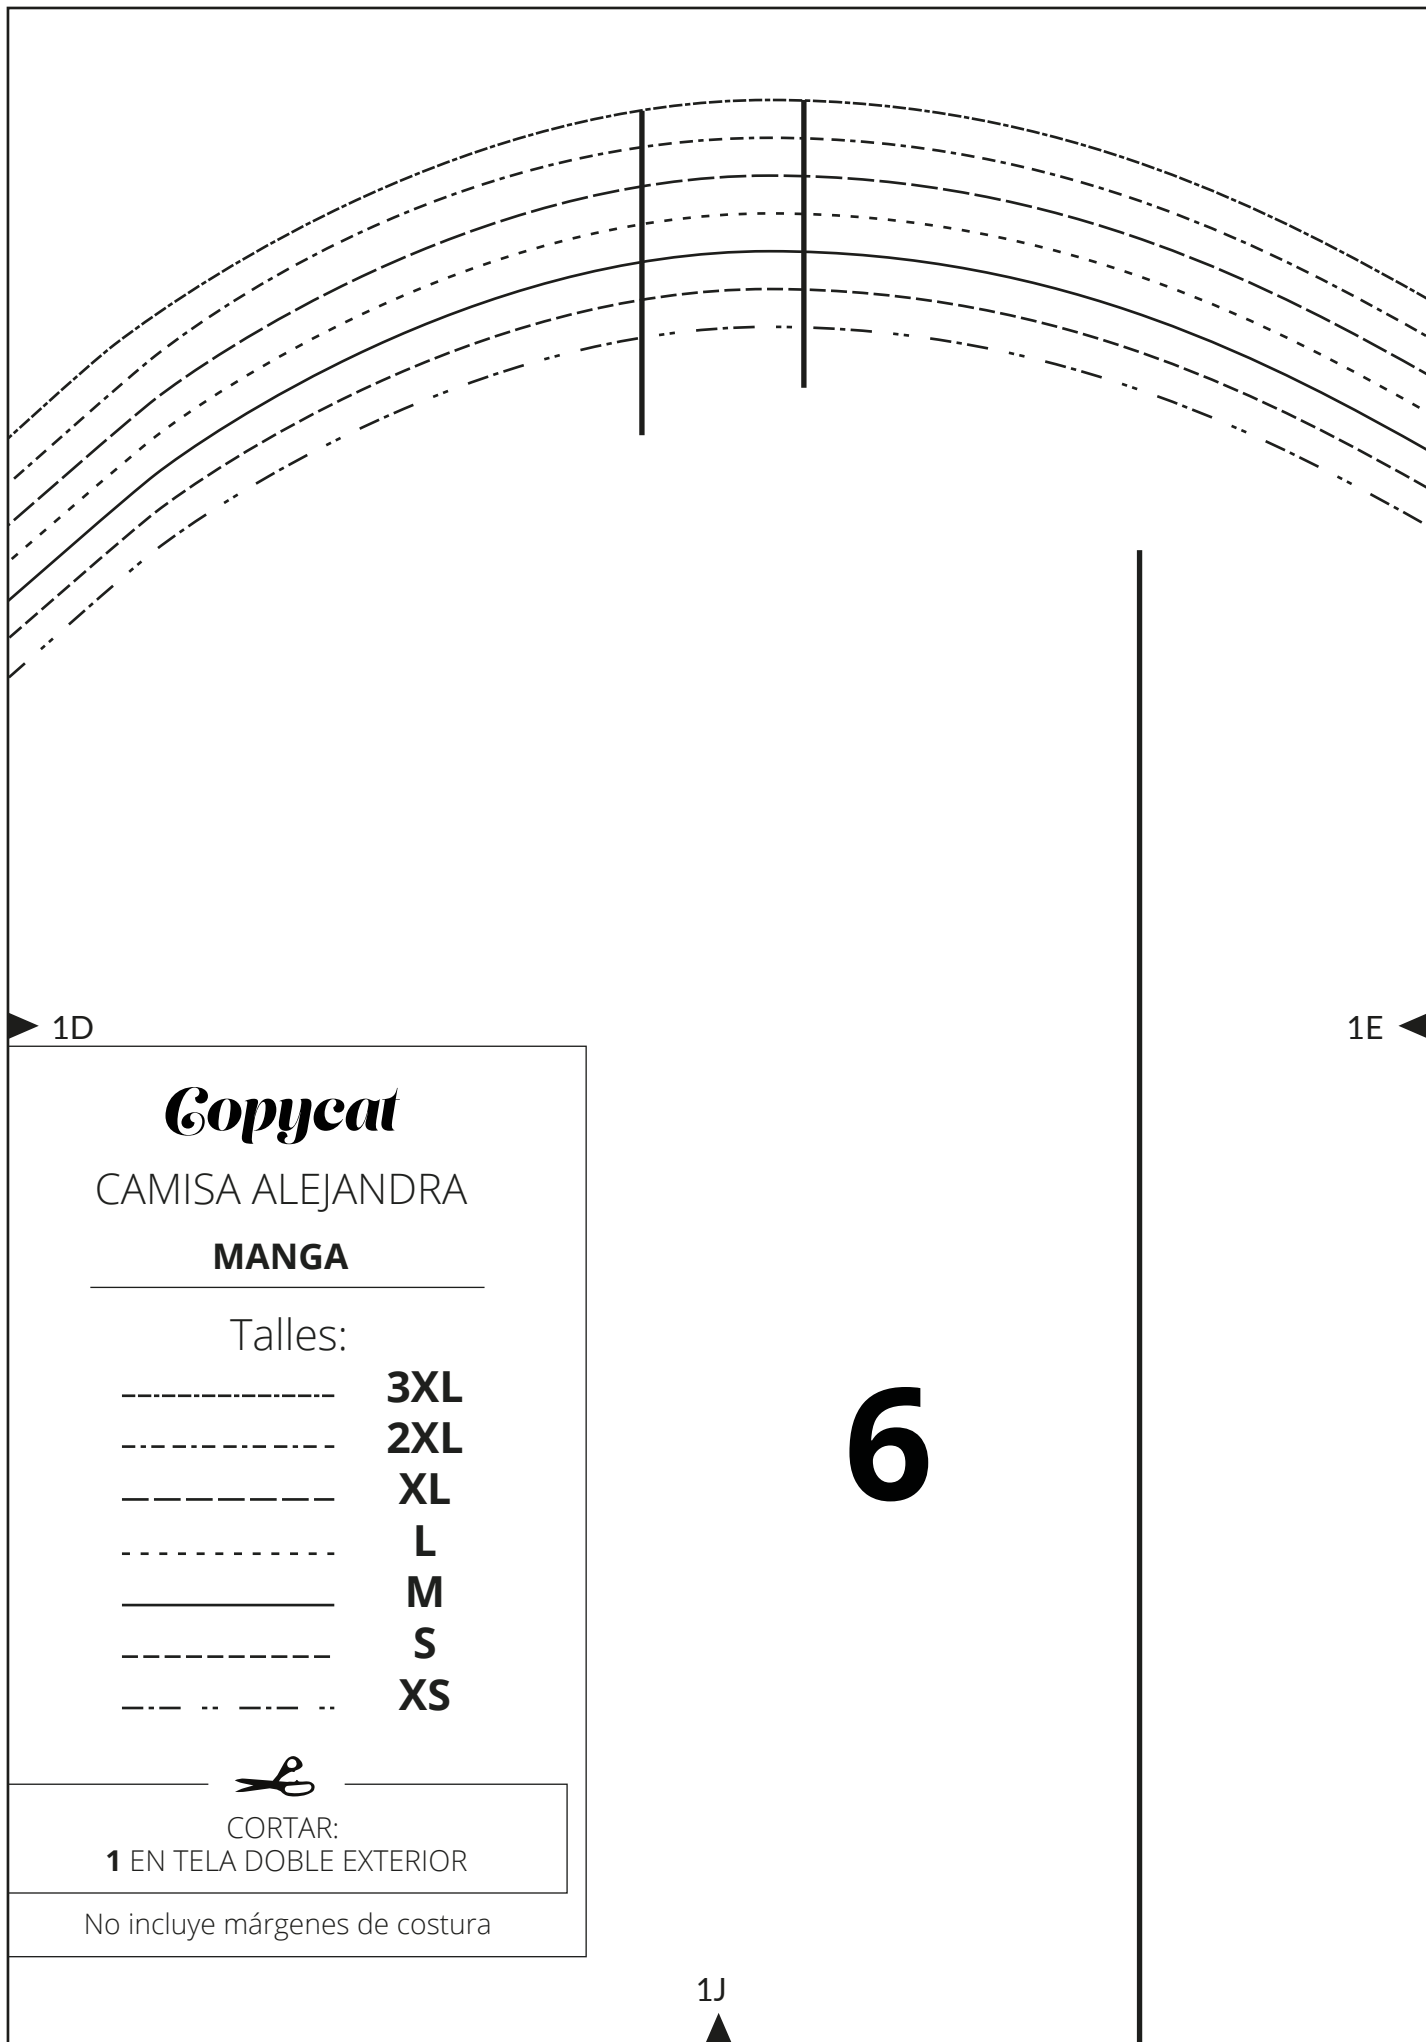 1D
1E
Copycat
CAMISA ALEJANDRA
MANGA
Talles:
3XL
2XL
XL
L
M
S
XS
6
CORTAR:
1 EN TELA DOBLE EXTERIOR
No incluye márgenes de costura
1J